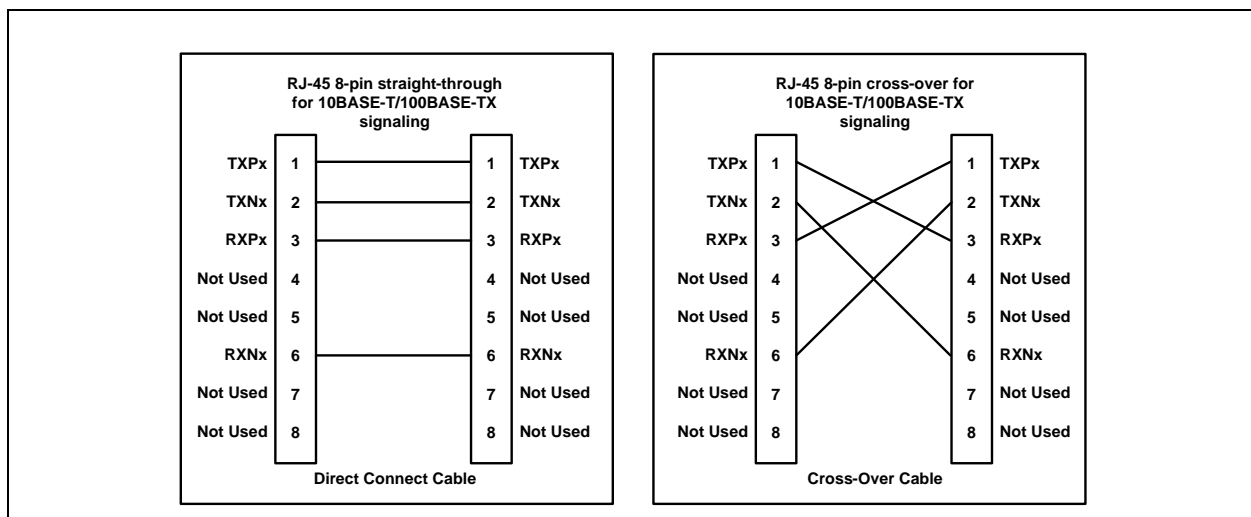 RJ-45 8-pin straight-through
for 10BASE-T/100BASE-TX
signaling
TXPx 1 1 TXPx
TXNx 2 2 TXNx
RXPx 3 3 RXPx
Not Used 4 4 Not Used
Not Used 5 5 Not Used
RXNx 6 6 RXNx
Not Used 7 7 Not Used
Not Used 8 8 Not Used
Direct Connect Cable
RJ-45 8-pin cross-over for
10BASE-T/100BASE-TX
signaling
TXPx 1 1 TXPx
TXNx 2 2 TXNx
RXPx 3 3 RXPx
Not Used 4 4 Not Used
Not Used 5 5 Not Used
RXNx 6 6 RXNx
Not Used 7 7 Not Used
Not Used 8 8 Not Used
Cross-Over Cable